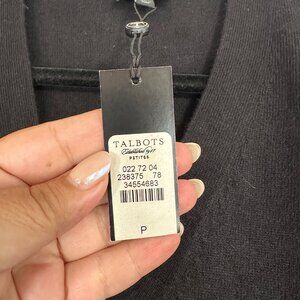 TALBOTS
PETITES
022 72 04
238375 78
34554683
P